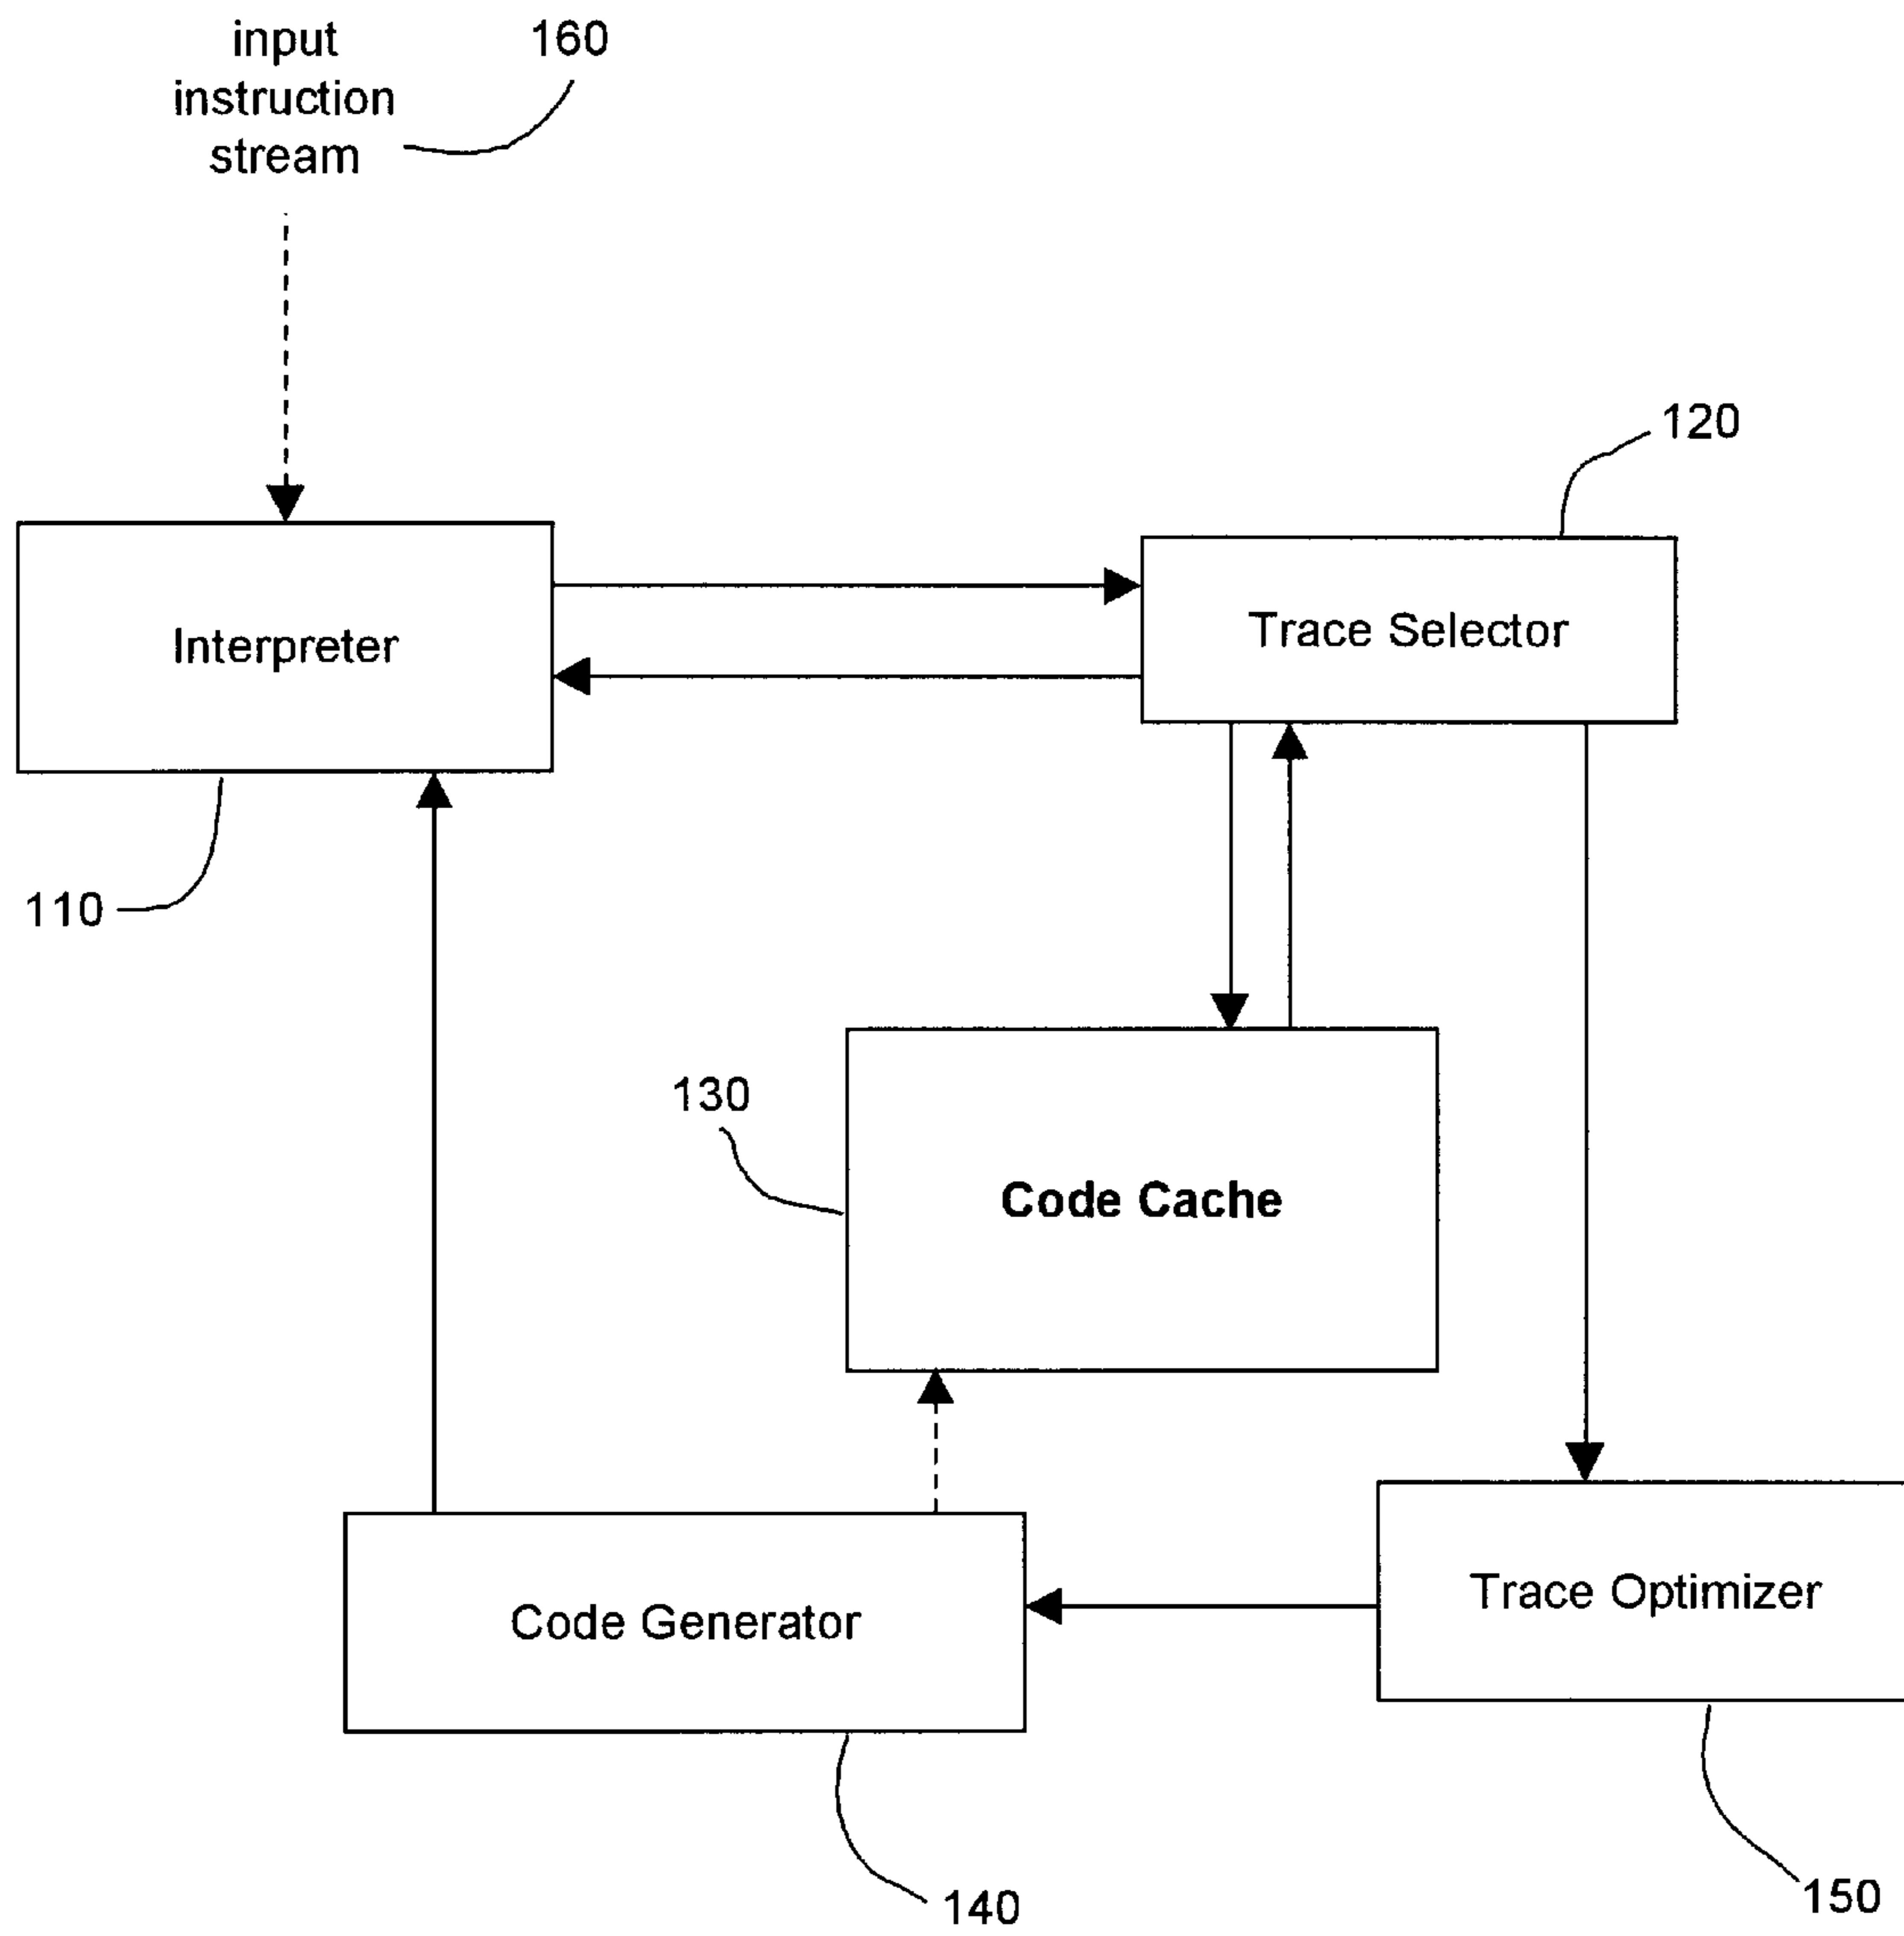 input
instruction
stream
160
120
Interpreter
Trace Selector
110
130
Code Cache
Code Generator
Trace Optimizer
140
150